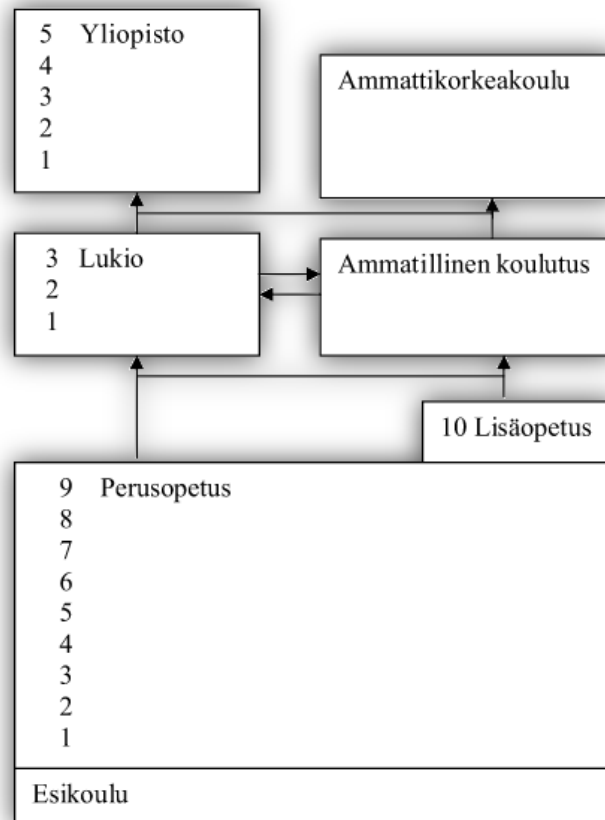 5 Yliopisto
4
3
2
1
Ammattikorkeakoulu
3 Lukio
2
1
Ammatillinen koulutus
10 Lisäopetus
9 Perusopetus
8
7
6
5
4
3
2
1
Esikoulu